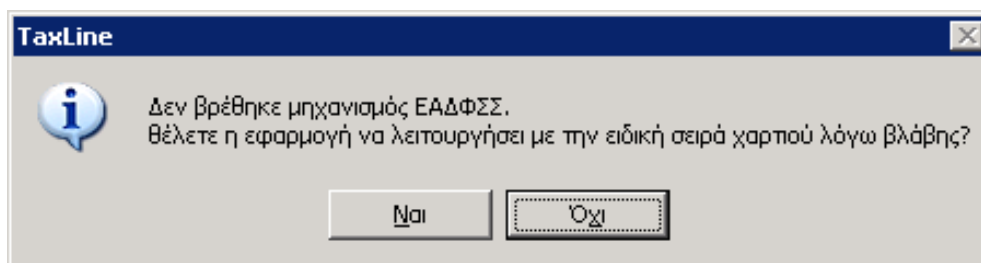 TaxLine
Δεν βρέθηκε μηχανισμός ΕΑΔΦΣΣ.
Θέλετε η εφαρμογή να λειτουργήσει με την ειδική σειρά χαρτιού λόγω βλάβης?
Ναι
Όχι